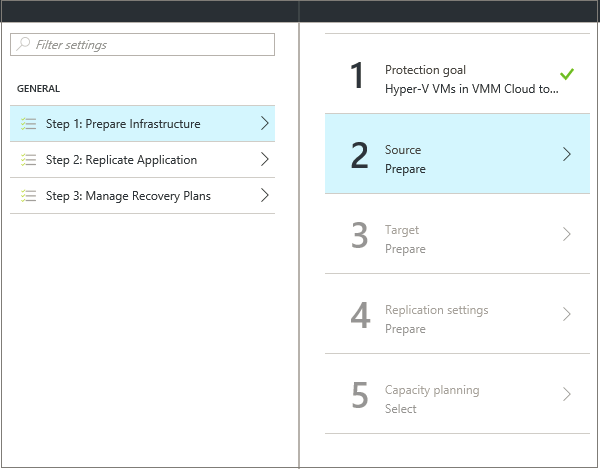 Filter settings
GENERAL
Step 1: Prepare Infrastructure
Step 2: Replicate Application
Step 3: Manage Recovery Plans
1
Protection goal
Hyper-V VMs in VMM Cloud to...
2
Source
Prepare
3
Target
Prepare
4
Replication settings
Prepare
5
Capacity planning
Select